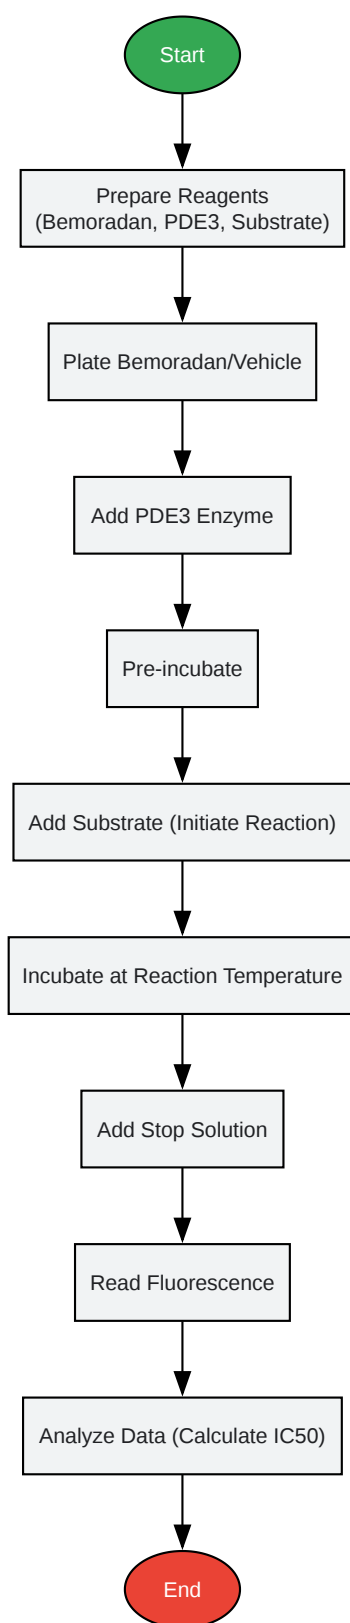 Start
Prepare Reagents
(Bemoradan, PDE3, Substrate)
Plate Bemoradan/Vehicle
Add PDE3 Enzyme
Pre-incubate
Add Substrate (Initiate Reaction)
Incubate at Reaction Temperature
Add Stop Solution
Read Fluorescence
Analyze Data (Calculate IC50)
End